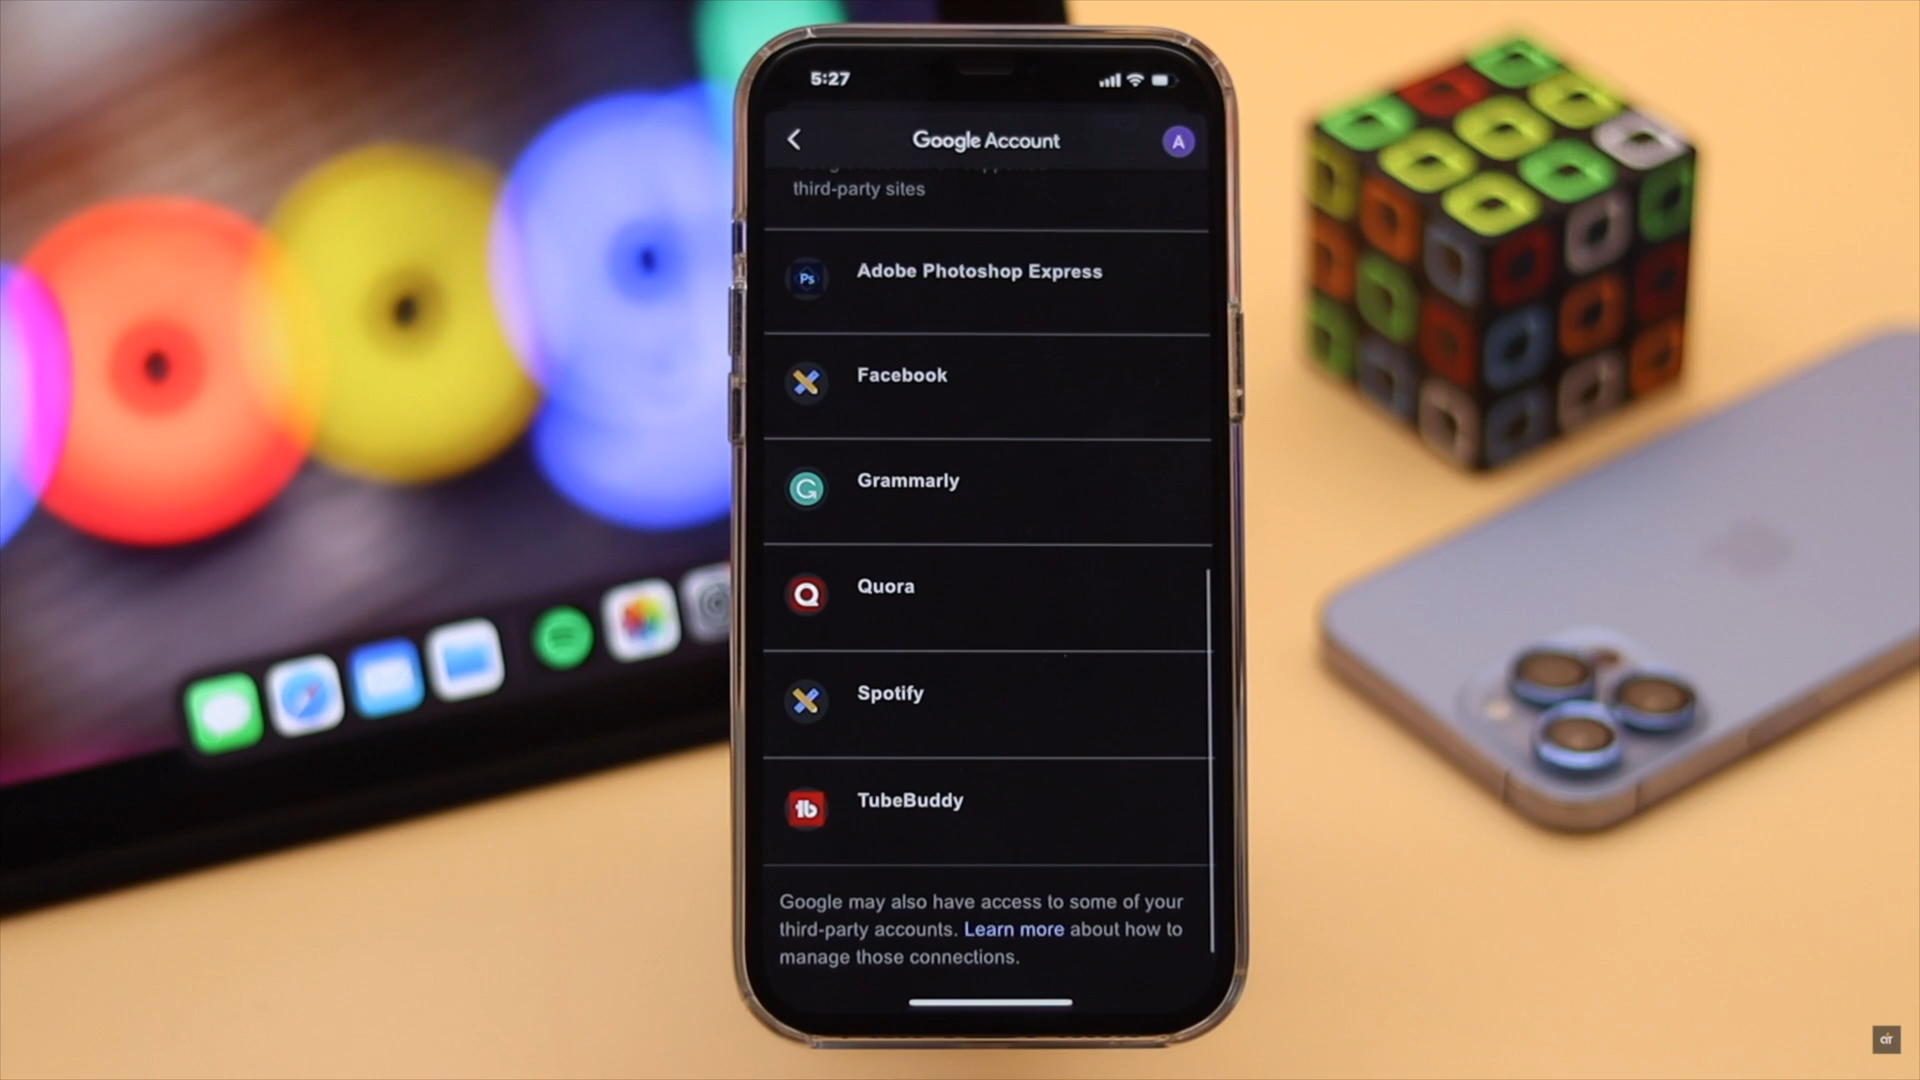 5:27
Google Account
A
third-party sites
Ps
Adobe Photoshop Express
Facebook
Grammarly
Quora
Spotify
TubeBuddy
Google may also have access to some of your
third-party accounts. Learn more about how to
manage those connections.